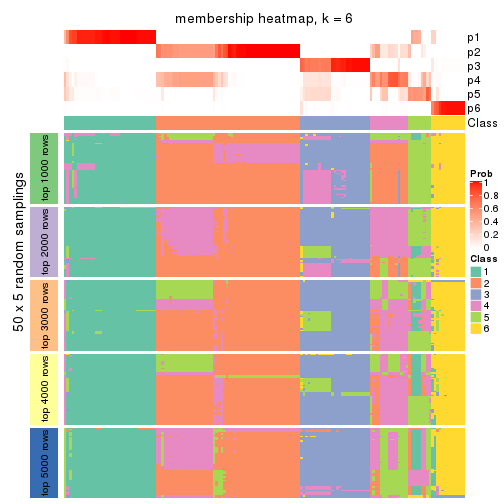 membership heatmap, k = 6
p1
p2
p3
p4
p5
p6
Class
50 x 5 random samplings
top 1000 rows
top 2000 rows
top 3000 rows
top 4000 rows
top 5000 rows
Prob
1
0.8
0.6
0.4
0.2
0
Class
1
2
3
4
5
6